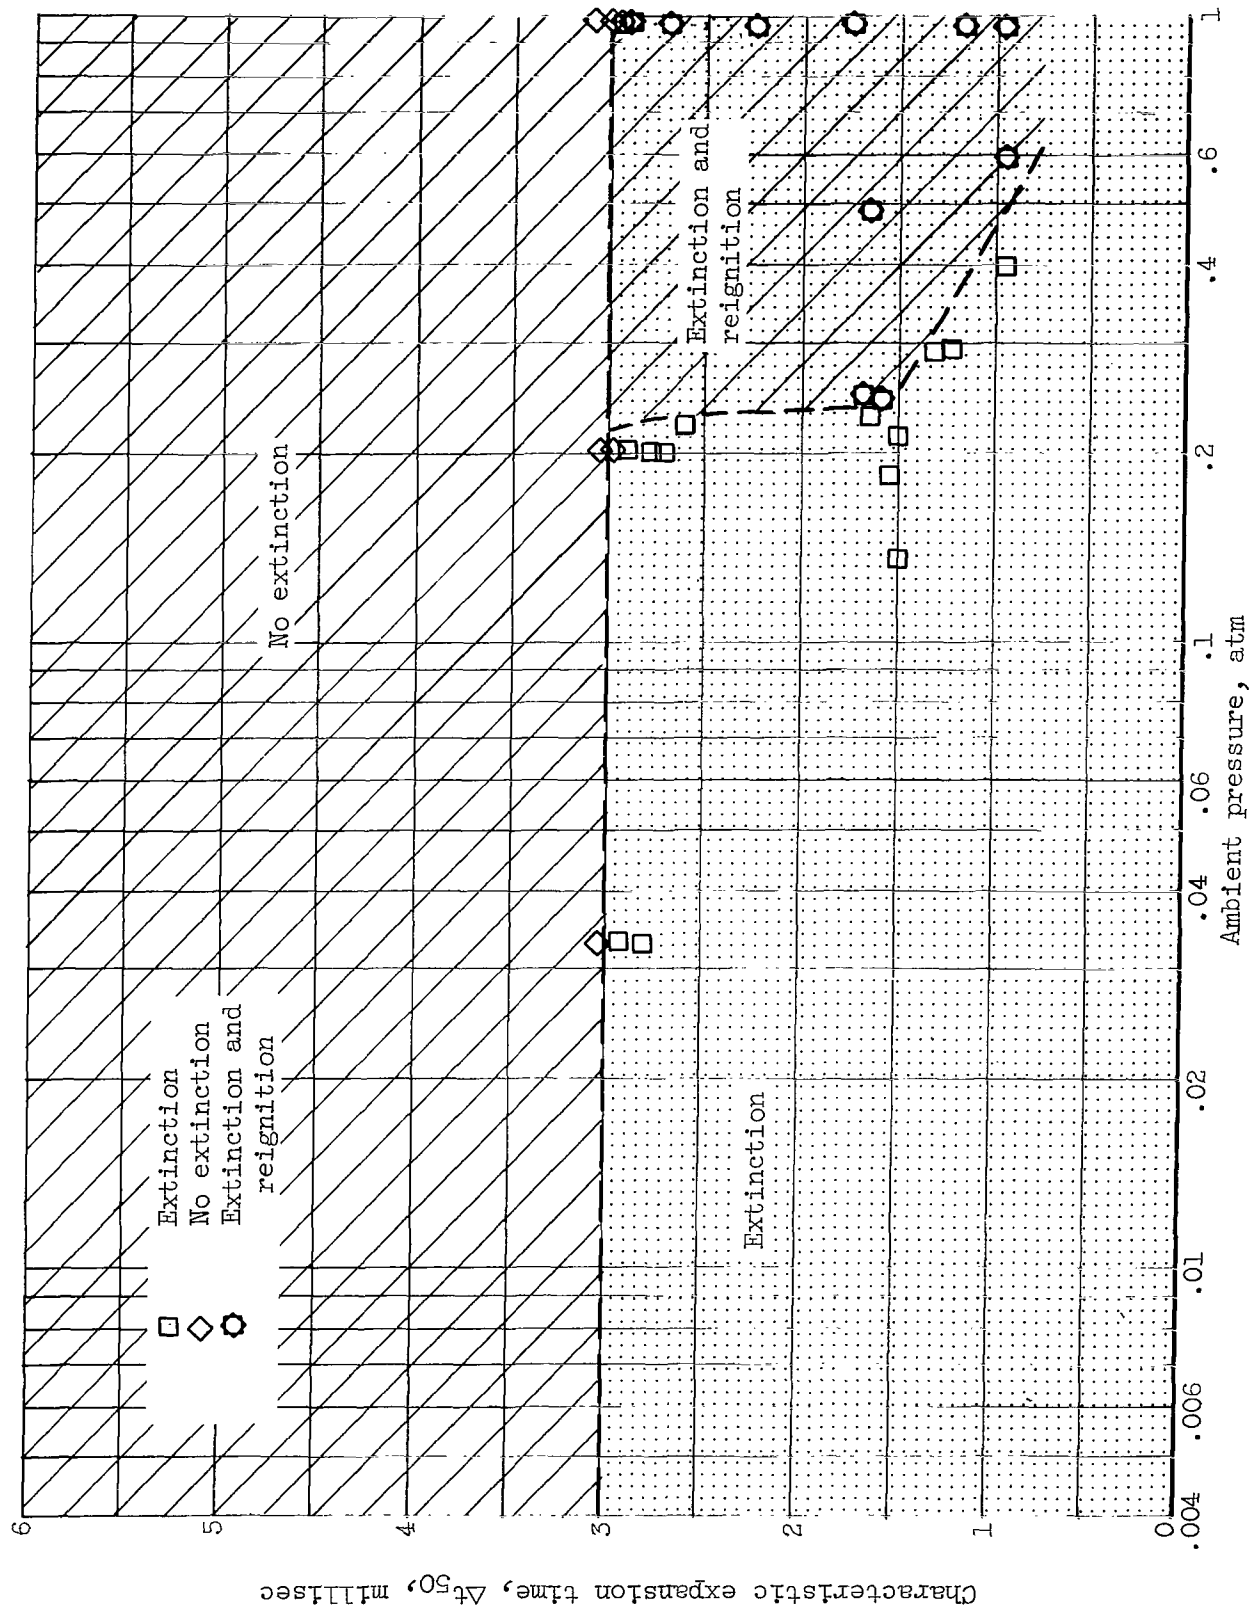 Characteristic expansion time, Δt50, millisec
6
5
4
3
2
1
0
Extinction
No extinction
Extinction and
reignition
No extinction
Extinction and
reignition
Extinction
.004
.006
.01
.02
.04
.06
.1
.2
.4
.6
1
Ambient pressure, atm